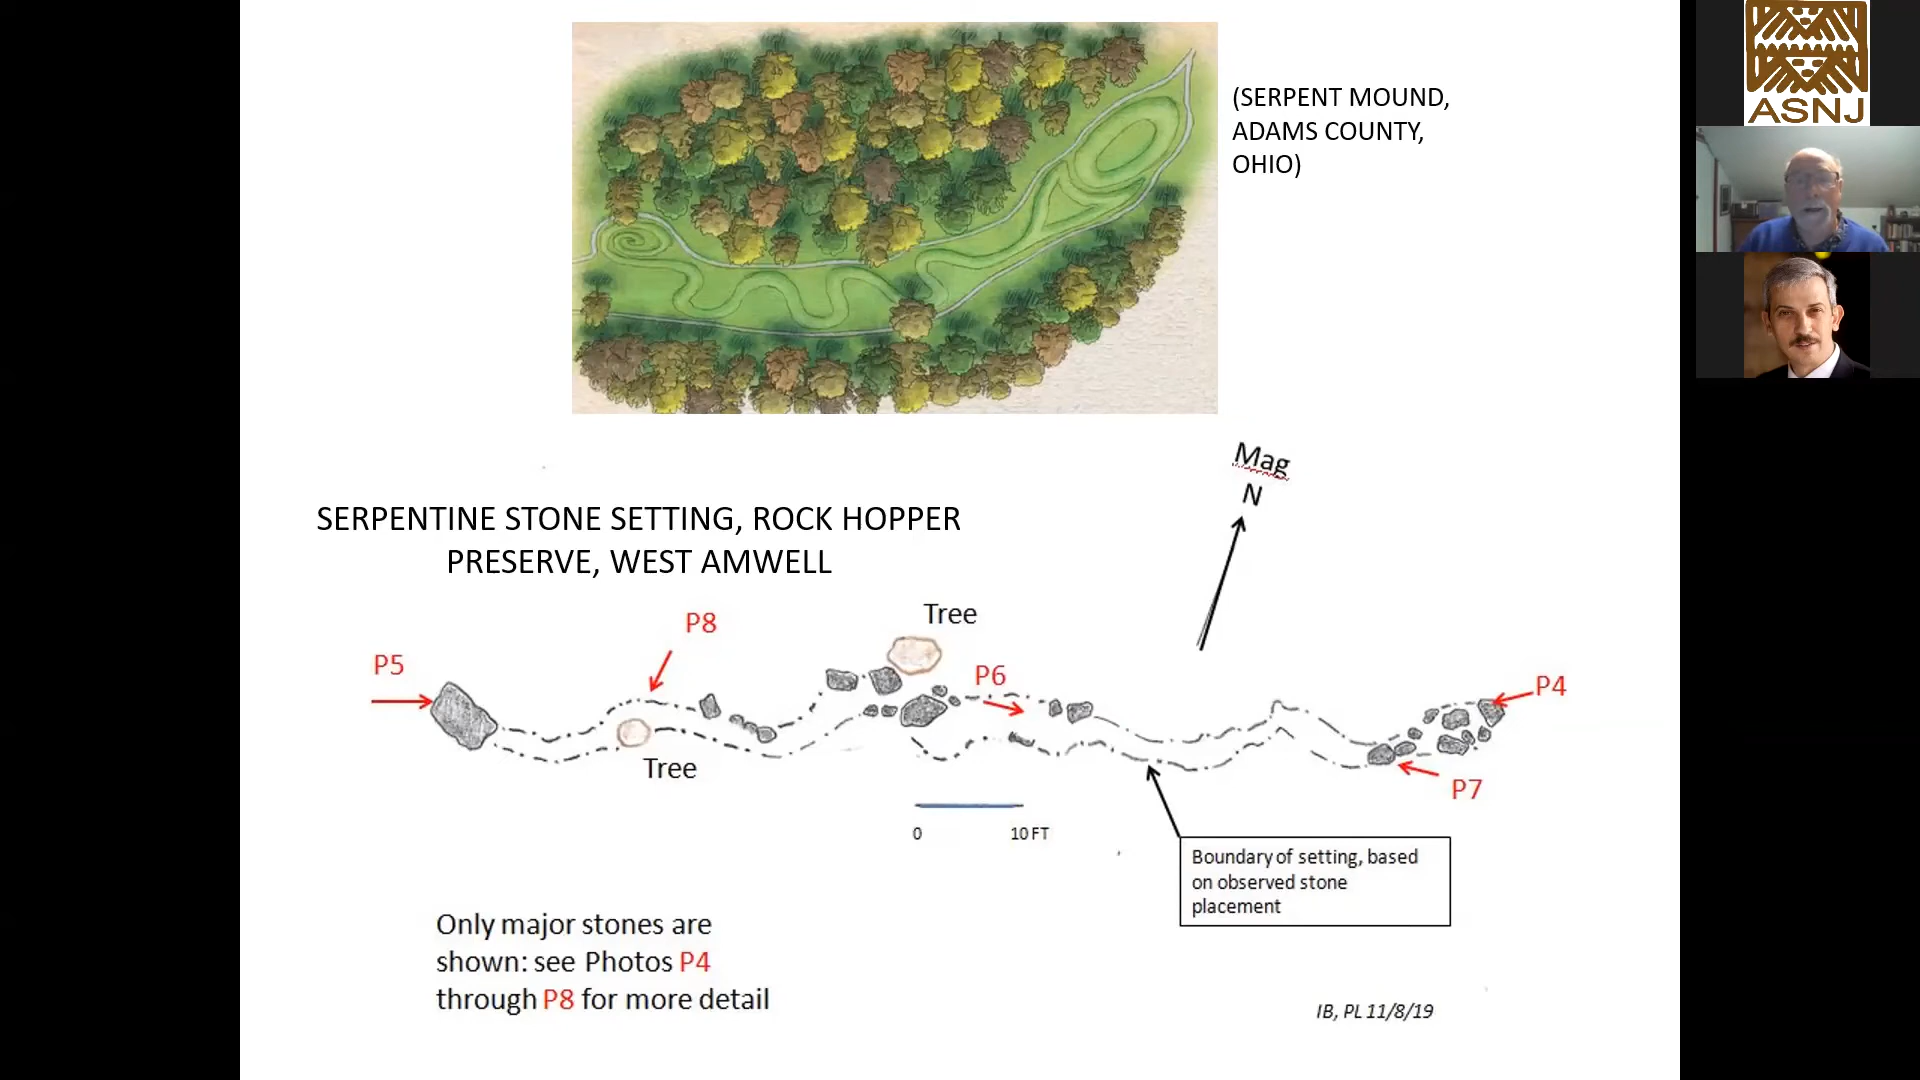 (SERPENT MOUND,
ADAMS COUNTY,
OHIO)
ASNJ
Mag
N
SERPENTINE STONE SETTING, ROCK HOPPER
PRESERVE, WEST AMWELL
Tree
P8
P5
P6
P4
Tree
P7
0
10 FT
Boundary of setting, based
on observed stone
placement
Only major stones are
shown: see Photos P4
through P8 for more detail
IB, PL 11/8/19